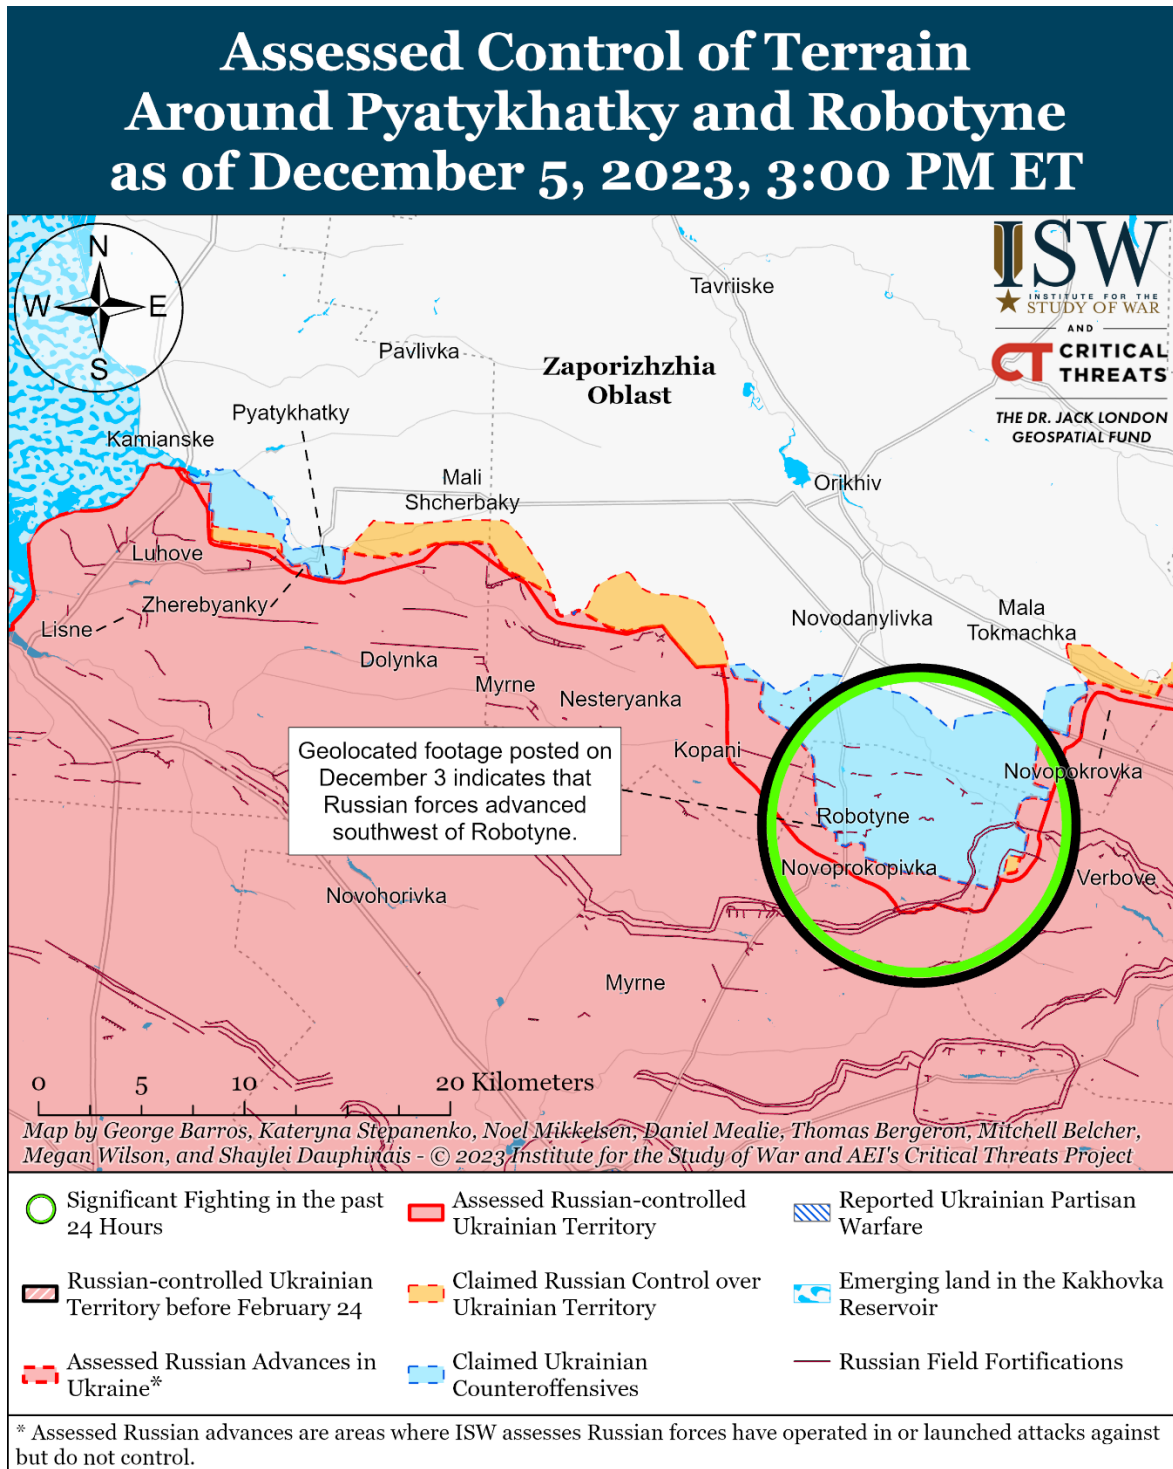 Assessed Control of Terrain
Around Pyatykhatky and Robotyne
as of December 5, 2023, 3:00 PM ET
N
W
E
S
ISW
INSTITUTE FOR THE
STUDY OF WAR
AND
CT CRITICAL
THREATS
THE DR. JACK LONDON
GEOSPATIAL FUND
Tavriiske
Pavlivka
Zaporizhzhia
Oblast
Pyatykhatky
Kamianske
Mali
Shcherbaky
Orikhiv
Luhove
Zherebyanky
Lisne
Novodanylivka
Mala
Tokmachka
Dolynka
Myrne
Nesteryanka
Kopani
Novopokrovka
Geolocated footage posted on
December 3 indicates that
Russian forces advanced
southwest of Robotyne.
Robotyne
Novoprokopivka
Verbove
Novohorivka
Myrne
0 5 10 20 Kilometers
Map by George Barros, Kateryna Stepanenko, Noel Mikkelsen, Daniel Mealie, Thomas Bergeron, Mitchell Belcher,
Megan Wilson, and Shaylei Dauphinais - © 2023 Institute for the Study of War and AEI's Critical Threats Project
Significant Fighting in the past
24 Hours
Russian-controlled Ukrainian
Territory before February 24
Assessed Russian Advances in
Ukraine*
Assessed Russian-controlled
Ukrainian Territory
Claimed Russian Control over
Ukrainian Territory
Claimed Ukrainian
Counteroffensives
Reported Ukrainian Partisan
Warfare
Emerging land in the Kakhovka
Reservoir
Russian Field Fortifications
* Assessed Russian advances are areas where ISW assesses Russian forces have operated in or launched attacks against
but do not control.